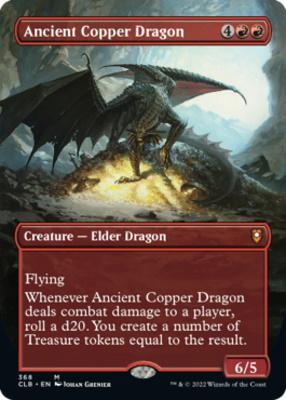 Ancient Copper Dragon 4
Creature — Elder Dragon
Flying
Whenever Ancient Copper Dragon
deals combat damage to a player,
roll a d20. You create a number of
Treasure tokens equal to the result.
6/5
368 M
CLB • EN Johan Grenier
™ & © 2022 Wizards of the Coast